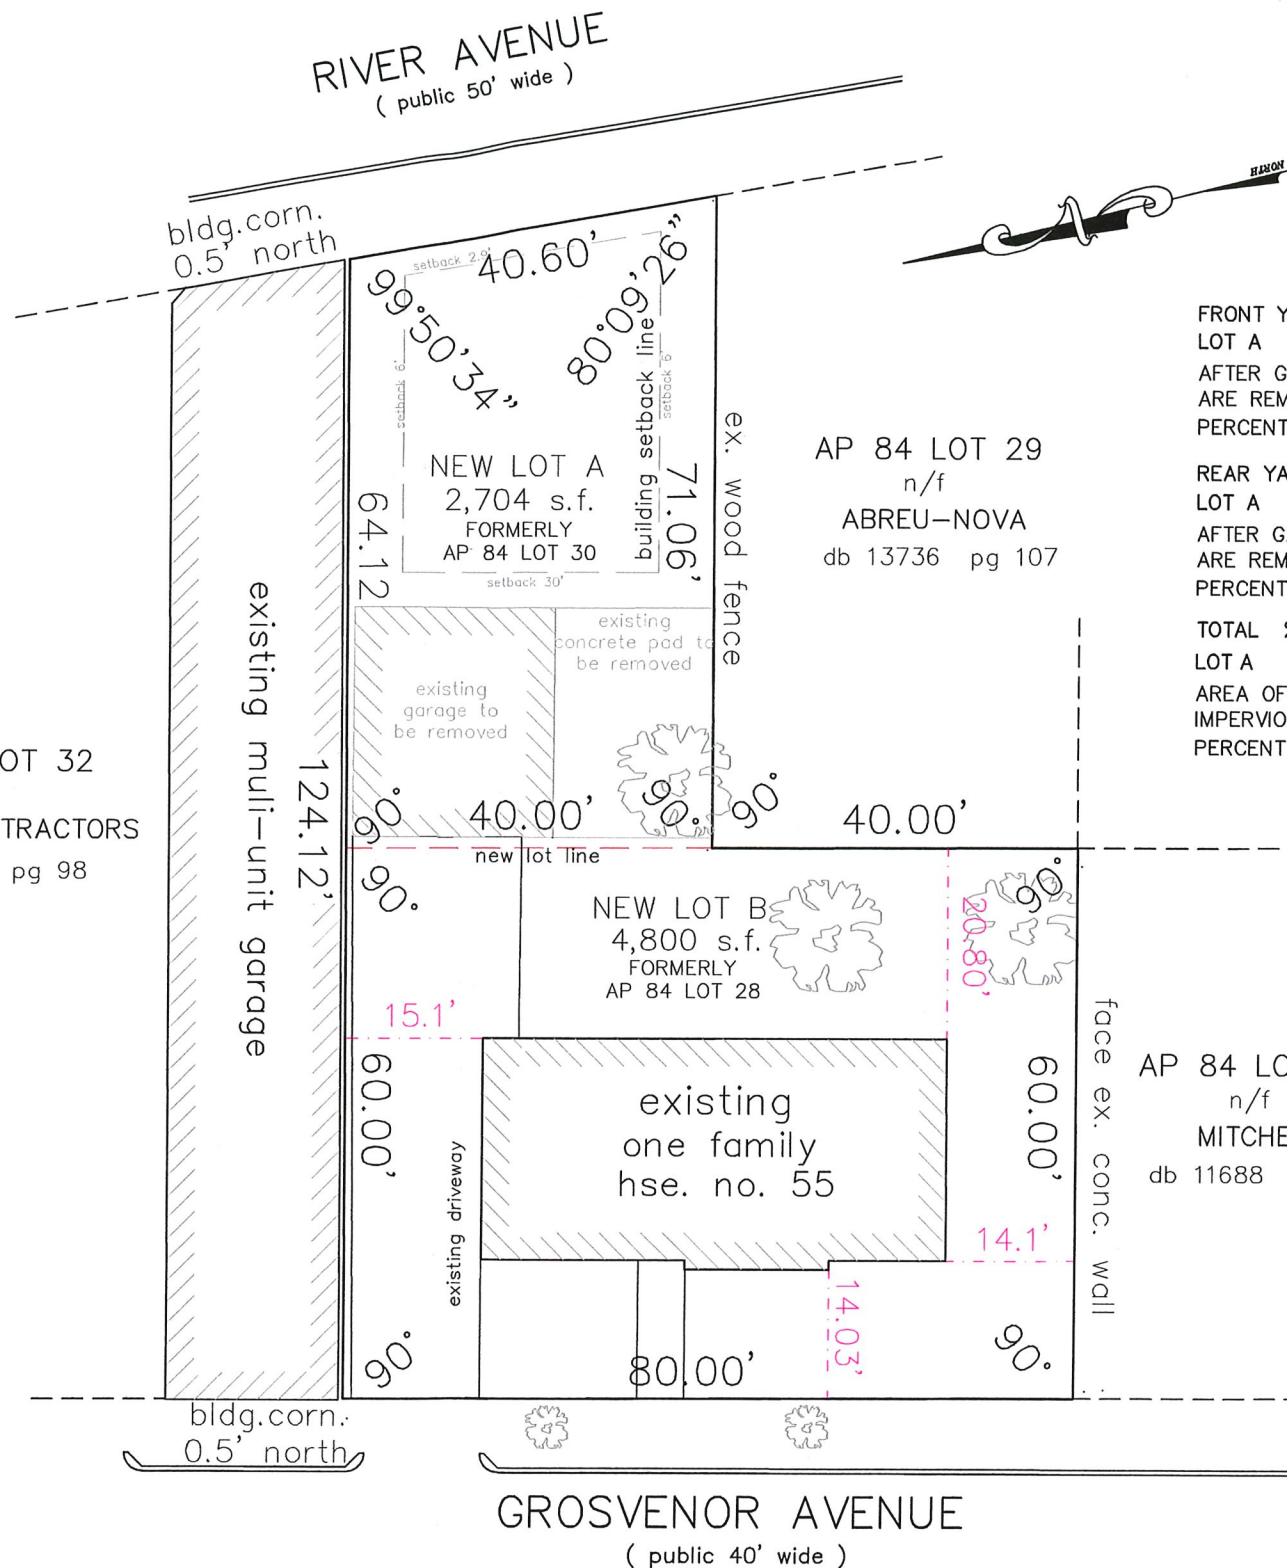 RIVER AVENUE
( public 50' wide )
NORTH
bldg.corn.
0.5' north
setback 2.9'
40.60'
99°50'34"
80°09'26"
setback 6'
setback 6'
building setback line
NEW LOT A
2,704 s.f.
FORMERLY
AP 84 LOT 30
setback 30'
64.12
71.06'
ex. wood fence
AP 84 LOT 29
n/f
ABREU-NOVA
db 13736 pg 107
FRONT Y
LOT A
AFTER G
ARE REM
PERCENT
REAR YA
LOT A
AFTER GA
ARE REM
PERCENT
TOTAL
LOT A
AREA OF
IMPERVIO
PERCENT
existing
concrete pad to
be removed
existing
garage to
be removed
existing muli-unit garage
124.12'
OT 32
TRACTORS
pg 98
90°
40.00'
90°
90°
40.00'
new lot line
90°
90°
NEW LOT B
4,800 s.f.
FORMERLY
AP 84 LOT 28
20.80'
15.1'
60.00'
existing driveway
existing
one family
hse. no. 55
60.00'
face ex. conc. wall
AP 84 LO
n/f
MITCHE
db 11688
14.1'
14.03'
90°
80.00'
90°
bldg.corn.
0.5' north
GROSVENOR AVENUE
( public 40' wide )